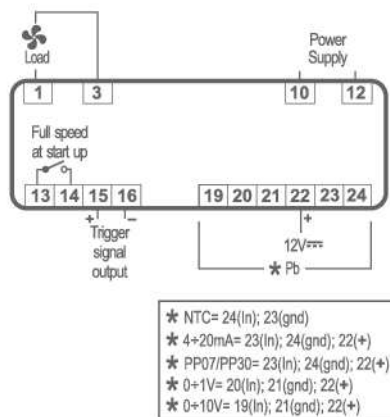 Load
Power
Supply
1 3 10 12
Full speed
at start up
13 14 15 16 19 20 21 22 23 24
+ − +
Trigger
signal
output
12V⎓
* Pb
* NTC= 24(In); 23(gnd)
* 4÷20mA= 23(In); 24(gnd); 22(+)
* PP07/PP30= 23(In); 24(gnd); 22(+)
* 0÷1V= 20(In); 21(gnd); 22(+)
* 0÷10V= 19(In); 21(gnd); 22(+)